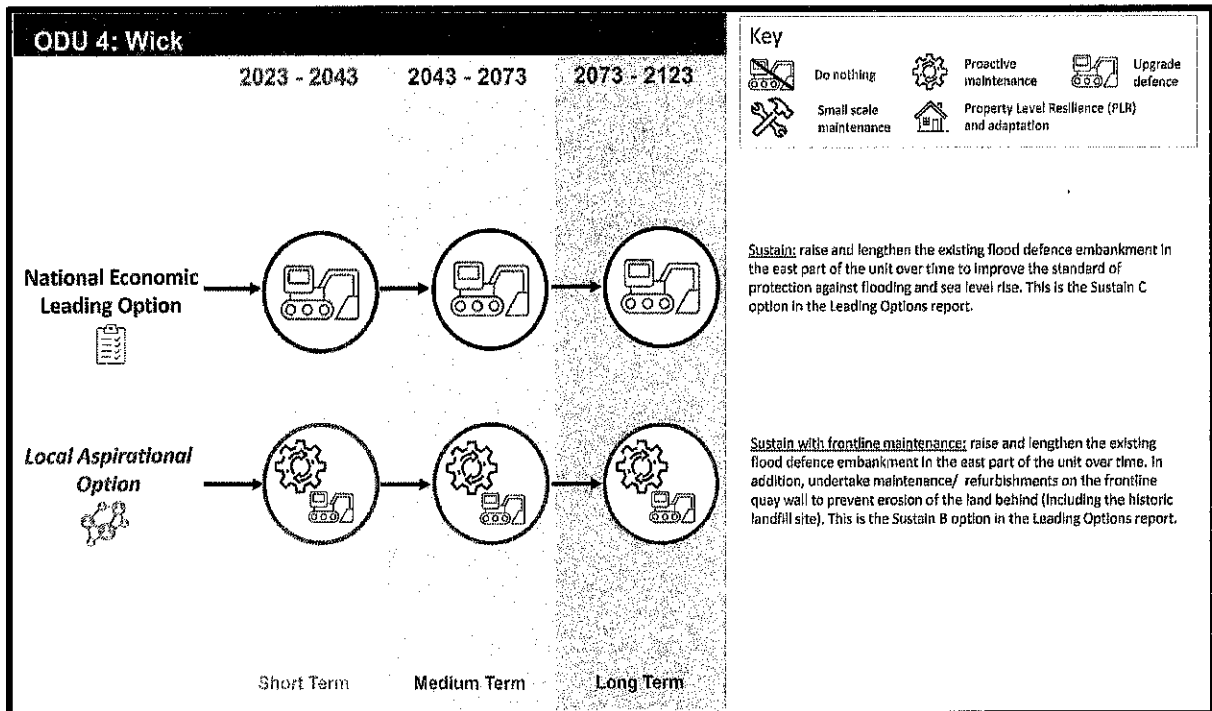 ODU 4: Wick
2023 - 2043
2043 - 2073
2073 - 2123
Key
Do nothing
Proactive
maintenance
Upgrade
defence
Small scale
maintenance
Property Level Resilience (PLR)
and adaptation
National Economic
Leading Option
Sustain: raise and lengthen the existing flood defence embankment in
the east part of the unit over time to improve the standard of
protection against flooding and sea level rise. This is the Sustain C
option in the Leading Options report.
Local Aspirational
Option
Sustain with frontline maintenance: raise and lengthen the existing
flood defence embankment in the east part of the unit over time. In
addition, undertake maintenance/ refurbishments on the frontline
quay wall to prevent erosion of the land behind (including the historic
landfill site). This is the Sustain B option in the Leading Options report.
Short Term
Medium Term
Long Term